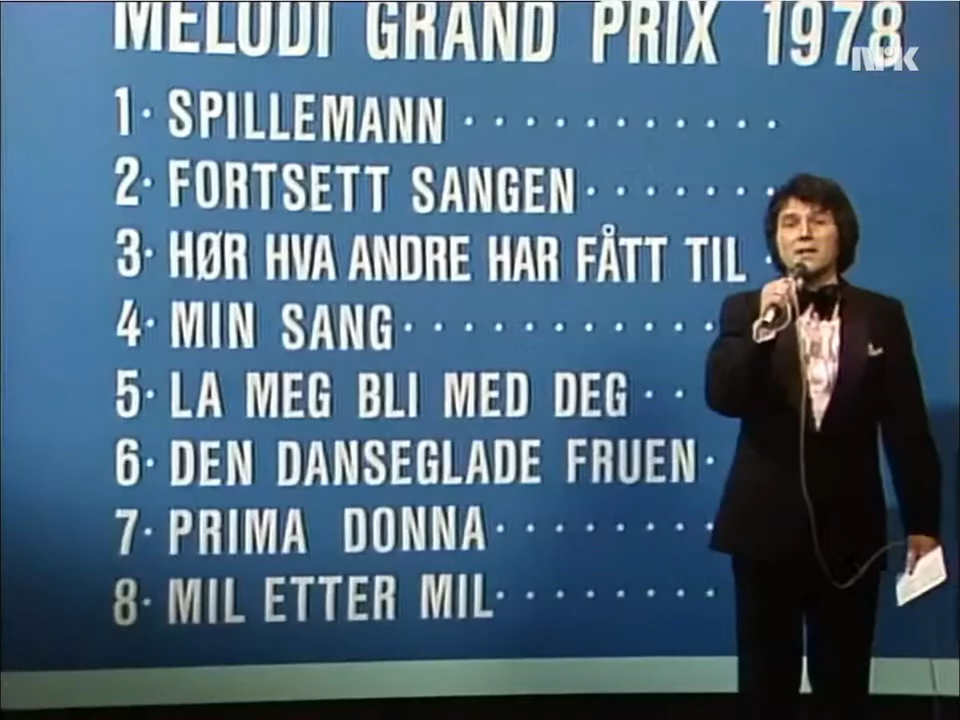 MELODI GRAND PRIX 1978
NRK
1. SPILLEMANN . . . . . . . . . . .
2. FORTSETT SANGEN . . . . . . .
3. HØR HVA ANDRE HAR FÅTT TIL .
4. MIN SANG . . . . . . . . . . .
5. LA MEG BLI MED DEG . .
6. DEN DANSEGLADE FRUEN .
7. PRIMA DONNA . . . . . . . .
8. MIL ETTER MIL . . . . . . . .